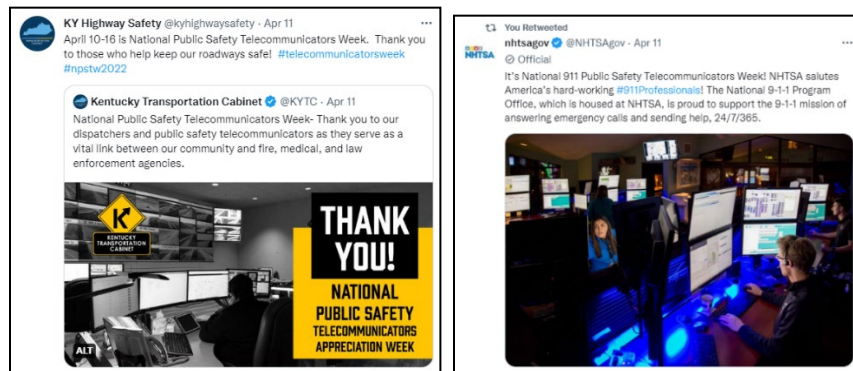 KY Highway Safety @kyhighwaysafety · Apr 11
April 10-16 is National Public Safety Telecommunicators Week. Thank you
to those who help keep our roadways safe! #telecommunicatorsweek
#npstw2022
Kentucky Transportation Cabinet @KYTC · Apr 11
National Public Safety Telecommunicators Week- Thank you to our
dispatchers and public safety telecommunicators as they serve as a
vital link between our community and fire, medical, and law
enforcement agencies.
KENTUCKY
TRANSPORTATION
CABINET
THANK
YOU!
NATIONAL
PUBLIC SAFETY
TELECOMMUNICATORS
APPRECIATION WEEK
ALT
You Retweeted
NHTSA
nhtsagov @NHTSAgov · Apr 11
Official
It's National 911 Public Safety Telecommunicators Week! NHTSA salutes
America's hard-working #911Professionals! The National 9-1-1 Program
Office, which is housed at NHTSA, is proud to support the 9-1-1 mission of
answering emergency calls and sending help, 24/7/365.